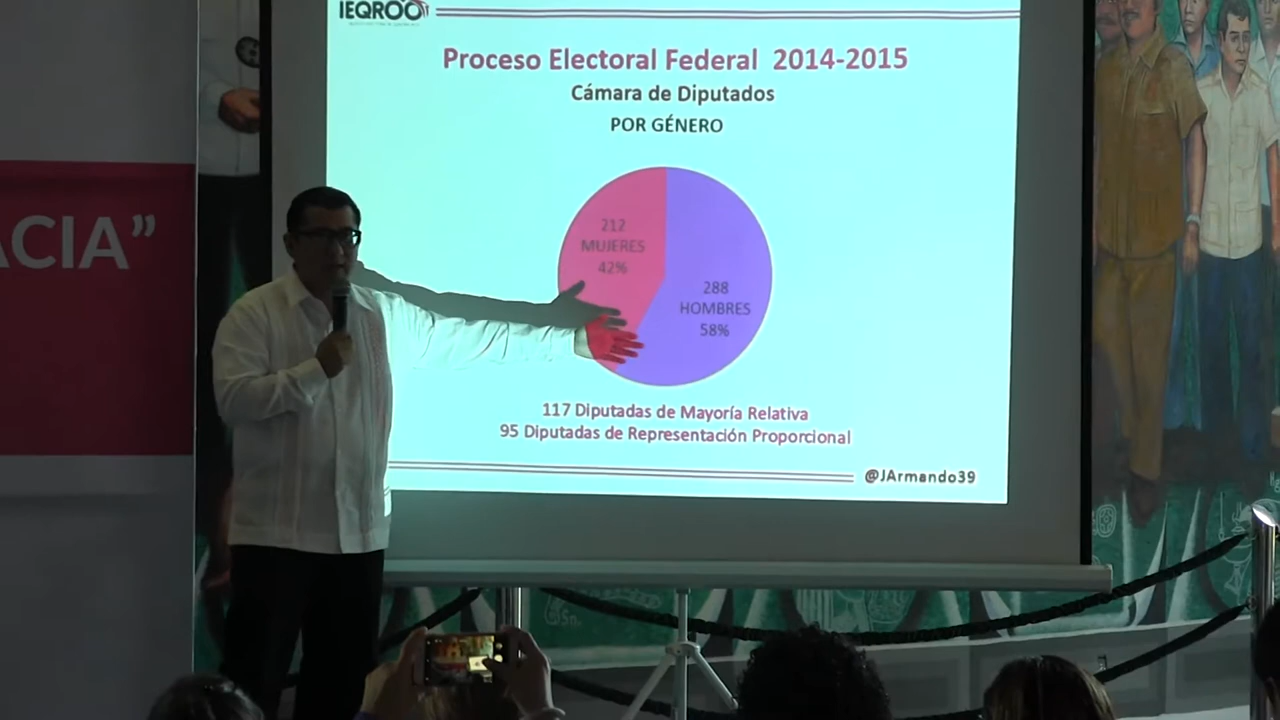 IEQROO
Proceso Electoral Federal 2014-2015
Cámara de Diputados
POR GÉNERO
ACIA”
212
MUJERES
42%
288
HOMBRES
58%
117 Diputadas de Mayoría Relativa
95 Diputadas de Representación Proporcional
@JArmando39